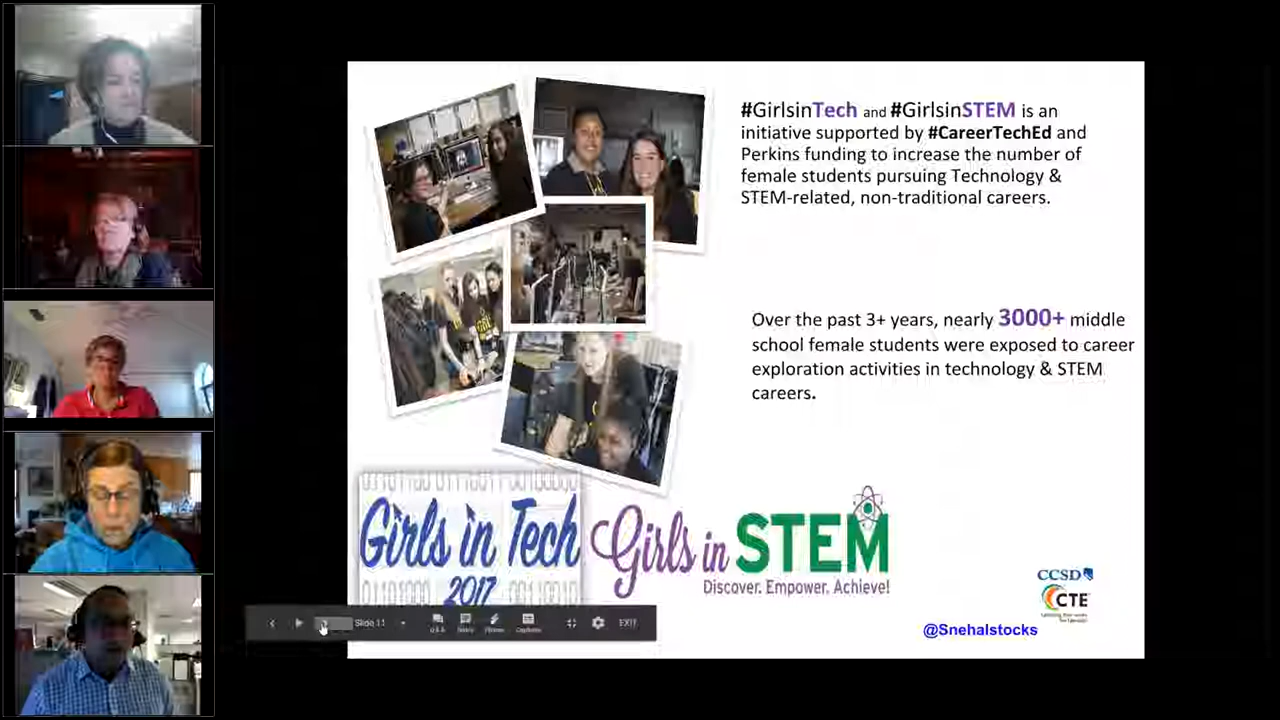 #GirlsinTech and #GirlsinSTEM is an
initiative supported by #CareerTechEd and
Perkins funding to increase the number of
female students pursuing Technology &
STEM-related, non-traditional careers.
Over the past 3+ years, nearly 3000+ middle
school female students were exposed to career
exploration activities in technology & STEM
careers.
Girls in Tech
2017
Girls in STEM
Discover. Empower. Achieve!
CCSD
CTE
@Snehalstocks
Slide 11
Q & A
Notes
Pointer
Captions
EXIT